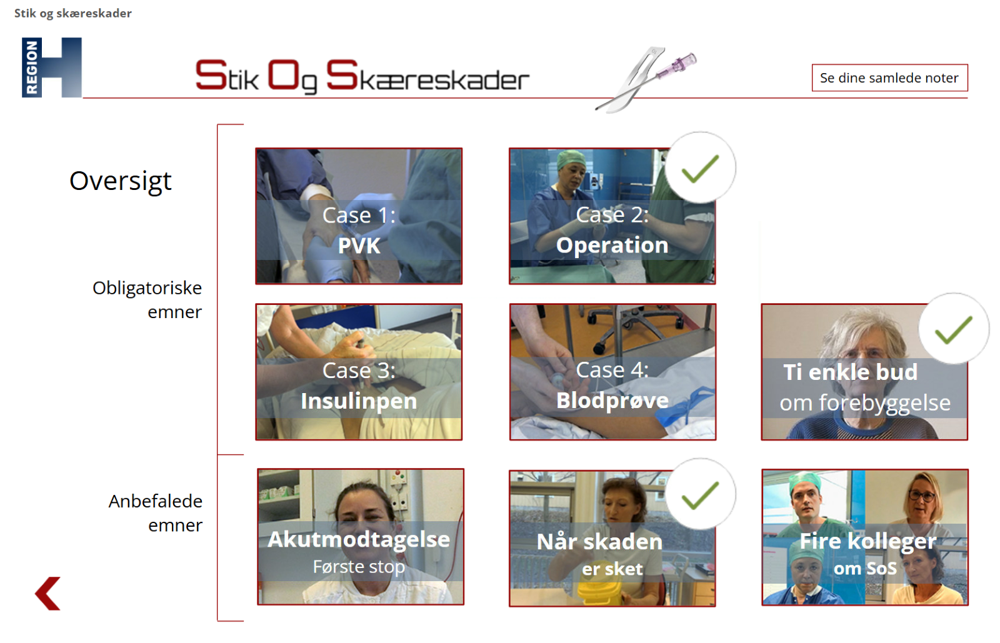 Stik og skæreskader
REGION
Stik Og Skæreskader
Se dine samlede noter
Oversigt
Case 1:
PVK
Case 2:
Operation
Obligatoriske
emner
Case 3:
Insulinpen
Case 4:
Blodprøve
Ti enkle bud
om forebyggelse
Anbefalede
emner
Akutmodtagelse
Første stop
Når skaden
er sket
Fire kolleger
om SoS